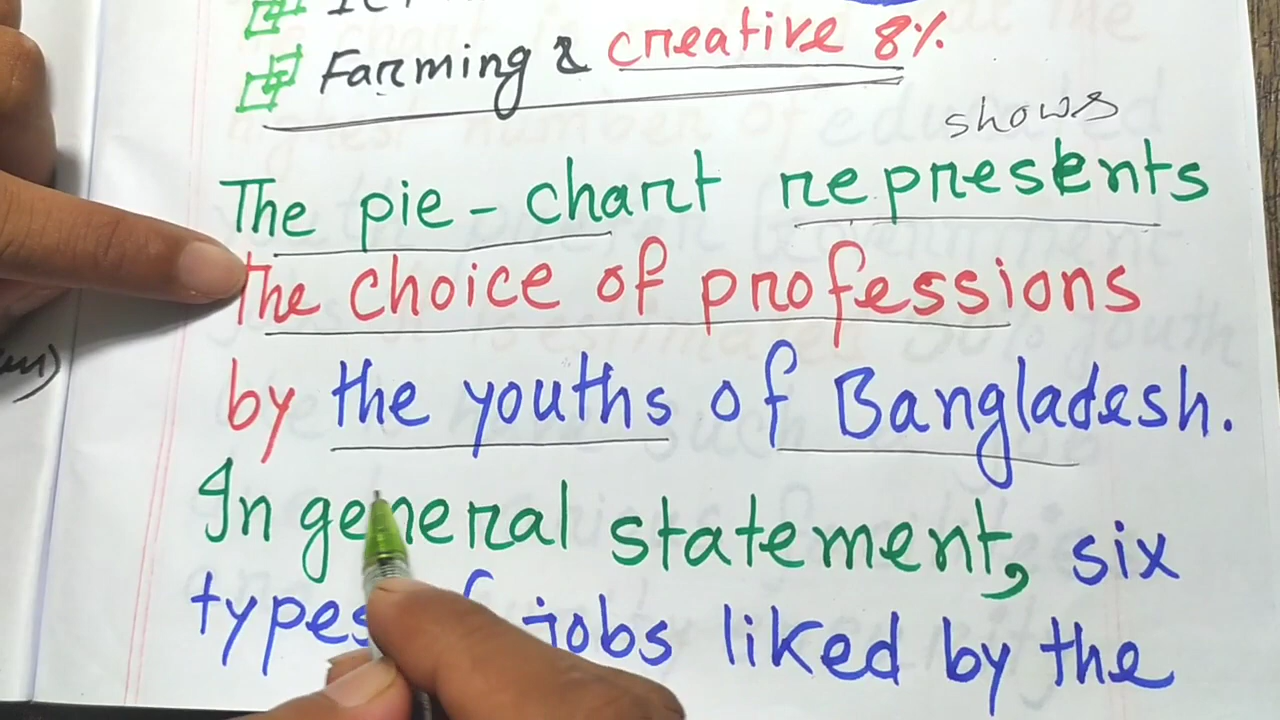 Farming & creative 8%
shows
The pie-chart represents
the choice of professions
by the youths of Bangladesh.
In general statement, six
types of jobs liked by the